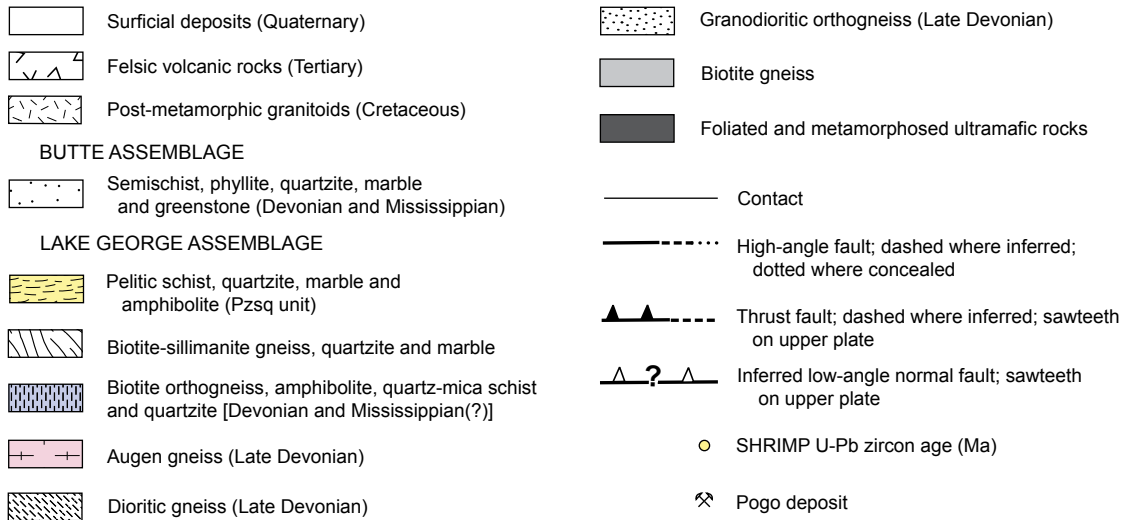 Surficial deposits (Quaternary)
Felsic volcanic rocks (Tertiary)
Post-metamorphic granitoids (Cretaceous)
BUTTE ASSEMBLAGE
Semischist, phyllite, quartzite, marble
and greenstone (Devonian and Mississippian)
LAKE GEORGE ASSEMBLAGE
Pelitic schist, quartzite, marble and
amphibolite (Pzsq unit)
Biotite-sillimanite gneiss, quartzite and marble
Biotite orthogneiss, amphibolite, quartz-mica schist
and quartzite [Devonian and Mississippian(?)]
Augen gneiss (Late Devonian)
Dioritic gneiss (Late Devonian)
Granodioritic orthogneiss (Late Devonian)
Biotite gneiss
Foliated and metamorphosed ultramafic rocks
Contact
High-angle fault; dashed where inferred;
dotted where concealed
Thrust fault; dashed where inferred; sawteeth
on upper plate
?
Inferred low-angle normal fault; sawteeth
on upper plate
SHRIMP U-Pb zircon age (Ma)
Pogo deposit